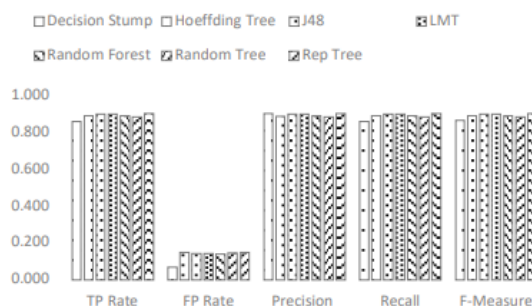 Decision Stump Hoeffding Tree J48 LMT
Random Forest Random Tree Rep Tree
1.000
0.800
0.600
0.400
0.200
0.000
TP Rate FP Rate Precision Recall F-Measure